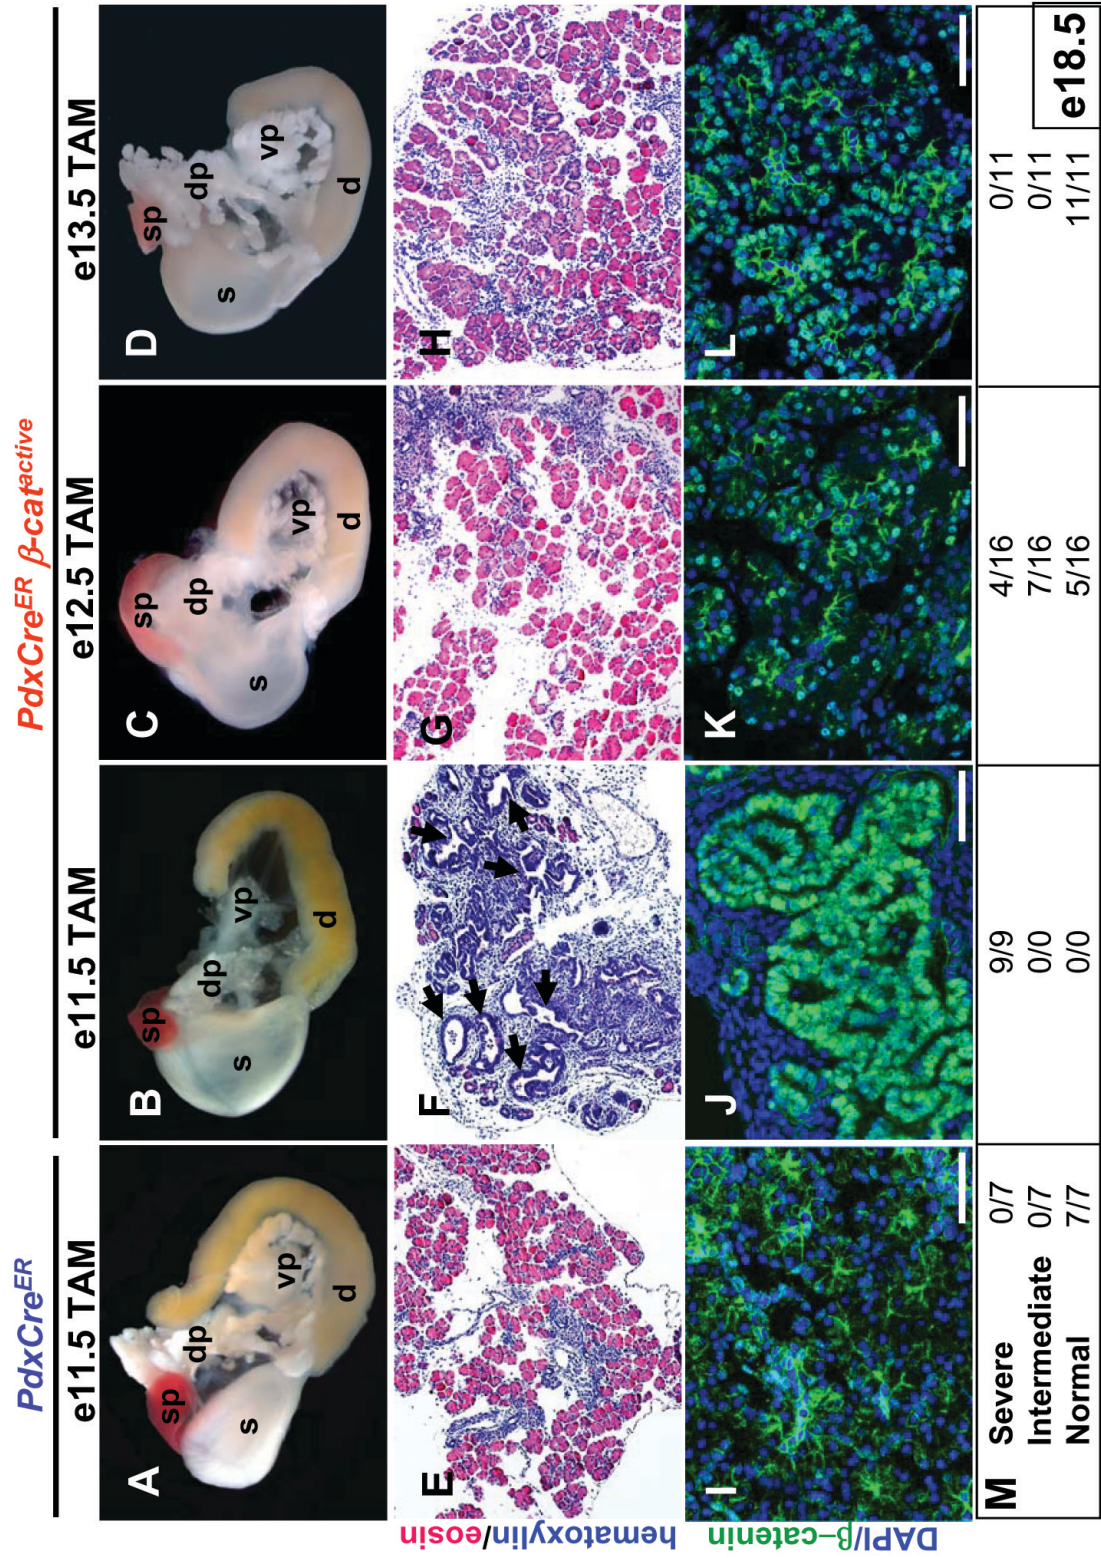 PdxCreER
PdxCreER β-catactive
e11.5 TAM
e11.5 TAM
e12.5 TAM
e13.5 TAM
A
sp
dp
s
vp
d
B
sp
dp
s
vp
d
C
sp
dp
s
vp
d
D
sp
dp
s
vp
d
hematoxylin/eosin
E
F
G
H
DAPI/β–catenin
I
J
K
L
M
Severe 0/7 9/9 4/16 0/11
Intermediate 0/7 0/0 7/16 0/11
Normal 7/7 0/0 5/16 11/11
e18.5